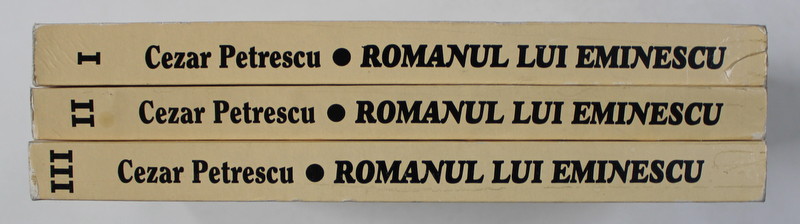 I Cezar Petrescu ● ROMANUL LUI EMINESCU
II Cezar Petrescu ● ROMANUL LUI EMINESCU
III Cezar Petrescu ● ROMANUL LUI EMINESCU